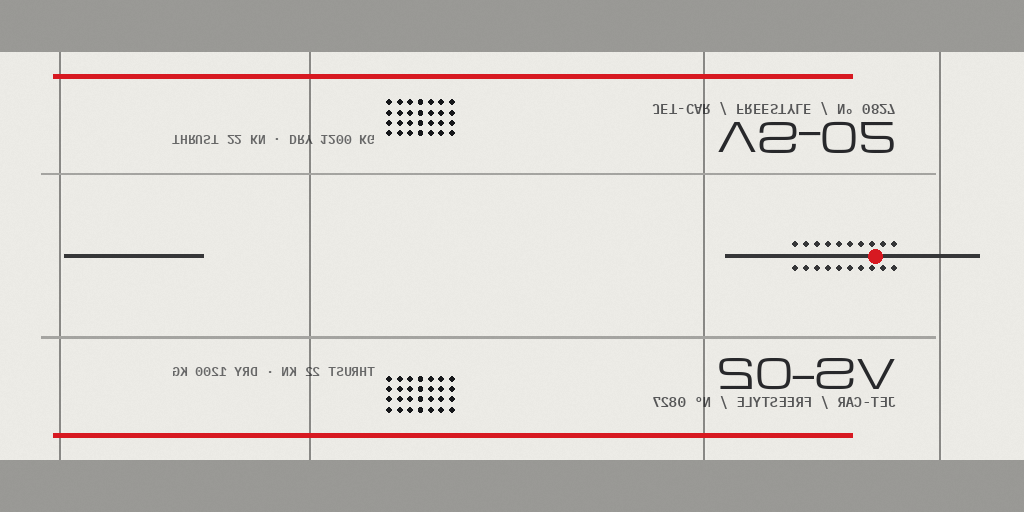 JET-CAR / FREESTYLE / Nº 0827
VS-02
THRUST 22 KN · DRY 1200 KG
VS-02
THRUST 22 KN · DRY 1200 KG
JET-CAR / FREESTYLE / Nº 0827